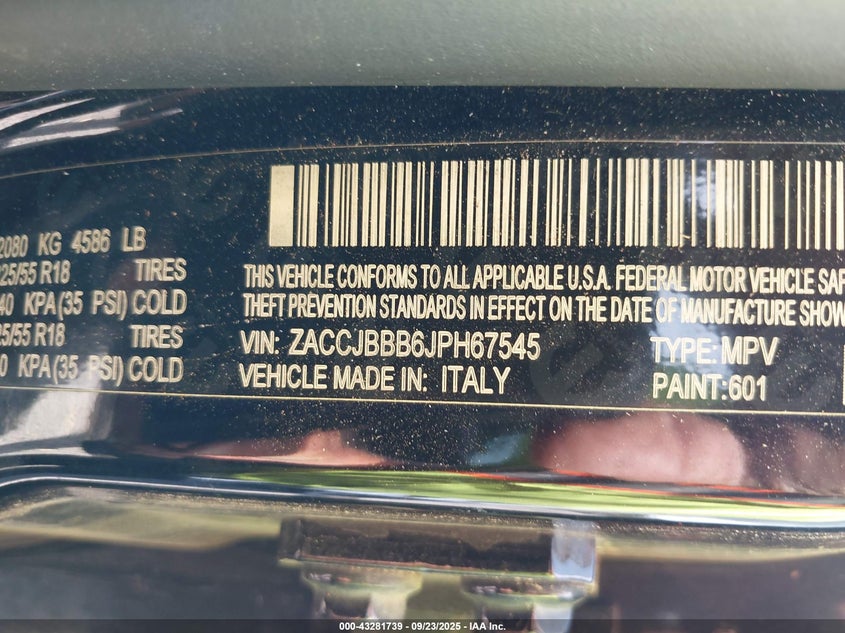 2080 KG 4586 LB
225/55 R18 TIRES
240 KPA(35 PSI) COLD
225/55 R18 TIRES
0 KPA(35 PSI) COLD
THIS VEHICLE CONFORMS TO ALL APPLICABLE U.S.A. FEDERAL MOTOR VEHICLE SAF
THEFT PREVENTION STANDARDS IN EFFECT ON THE DATE OF MANUFACTURE SHOW
VIN: ZACCJBBB6JPH67545 TYPE: MPV
VEHICLE MADE IN: ITALY PAINT:601
000-43281739 - 09/23/2025 - IAA Inc.